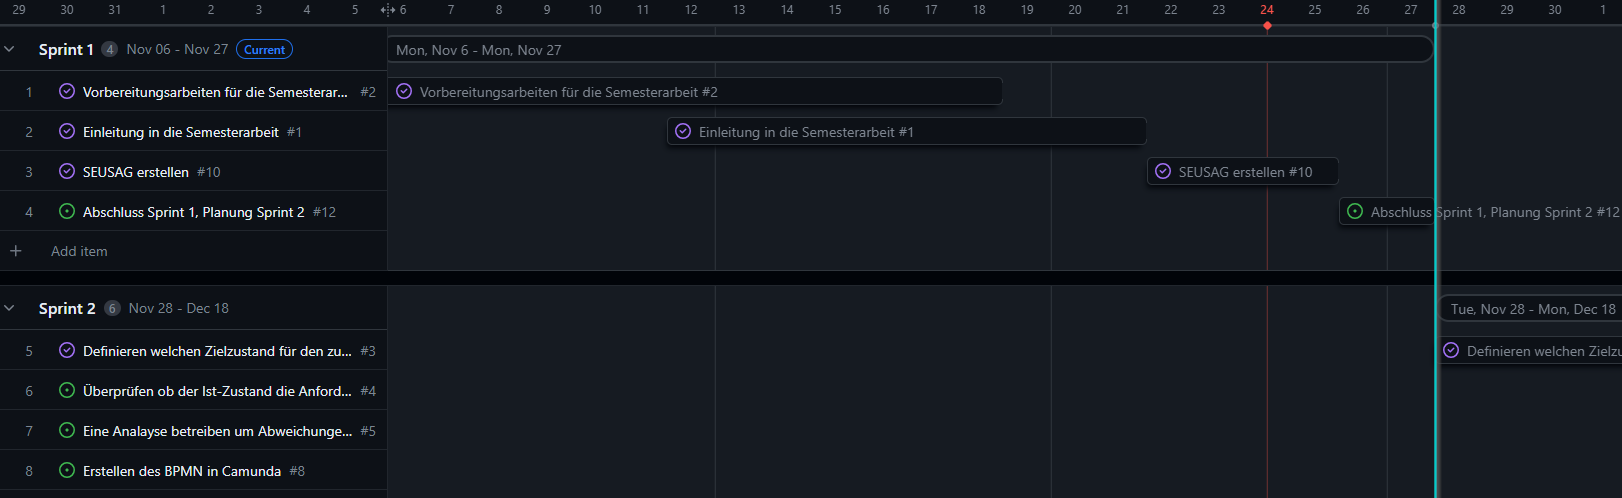 29 30 31 1 2 3 4 5 6 7 8 9 10 11 12 13 14 15 16 17 18 19 20 21 22 23 24 25 26 27 28 29 30 1
Sprint 1 4 Nov 06 - Nov 27 Current
Mon, Nov 6 - Mon, Nov 27
1 Vorbereitungsarbeiten für die Semesterar... #2
Vorbereitungsarbeiten für die Semesterarbeit #2
2 Einleitung in die Semesterarbeit #1
Einleitung in die Semesterarbeit #1
3 SEUSAG erstellen #10
SEUSAG erstellen #10
4 Abschluss Sprint 1, Planung Sprint 2 #12
Abschluss Sprint 1, Planung Sprint 2 #12
Add item
Sprint 2 6 Nov 28 - Dec 18
Tue, Nov 28 - Mon, Dec 18
5 Definieren welchen Zielzustand für den zu... #3
Definieren welchen Zielzu
6 Überprüfen ob der Ist-Zustand die Anford... #4
7 Eine Analayse betreiben um Abweichunge... #5
8 Erstellen des BPMN in Camunda #8